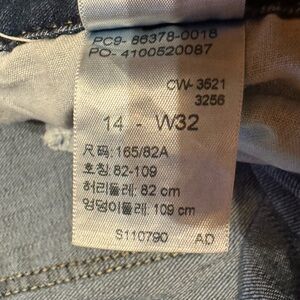 PC9- 86378-0018
PO- 4100520087
CW- 3521
3256
14 - W32
尺码: 165/82A
호칭: 82-109
허리둘레: 82 cm
엉덩이둘레: 109 cm
S110790 AD